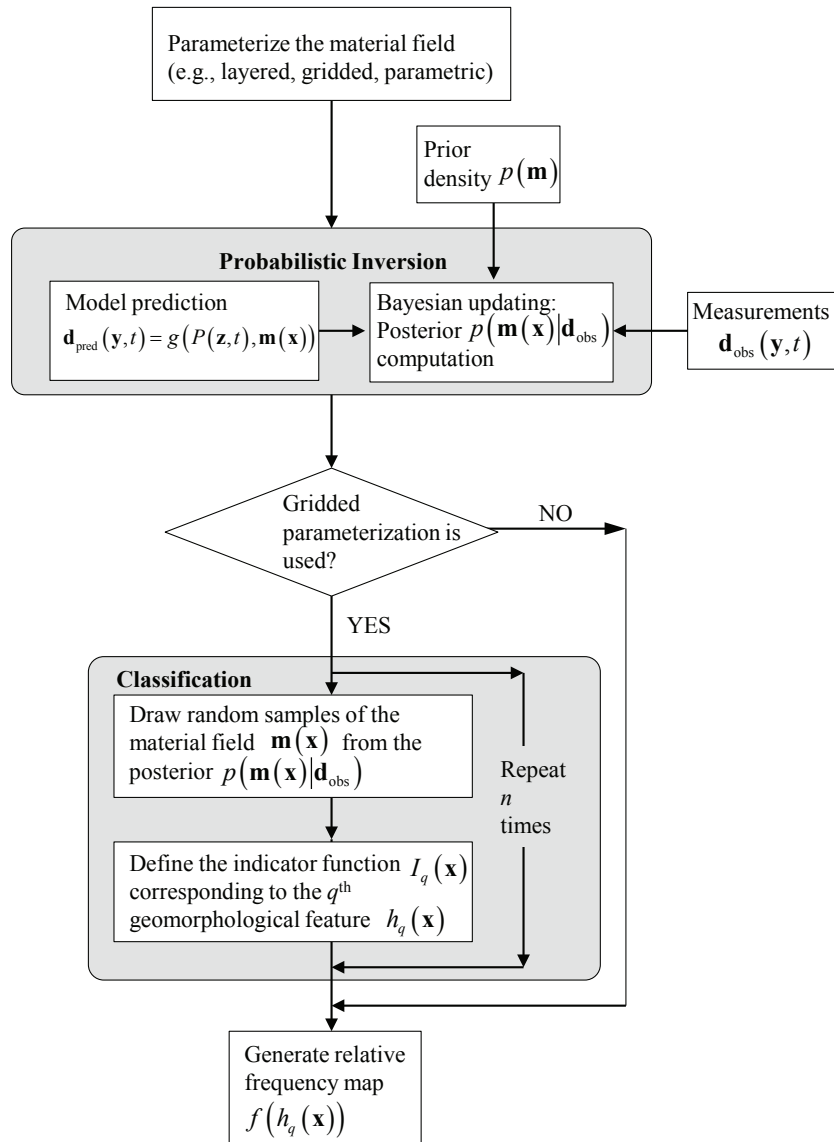 Parameterize the material field
(e.g., layered, gridded, parametric)
Prior
density p(m)
Probabilistic Inversion
Model prediction
d_pred(y,t) = g(P(z,t),m(x))
Bayesian updating:
Posterior p(m(x)|d_obs)
computation
Measurements
d_obs(y,t)
Gridded
parameterization is
used?
NO
YES
Classification
Draw random samples of the
material field m(x) from the
posterior p(m(x)|d_obs)
Repeat
n
times
Define the indicator function I_q(x)
corresponding to the q^th
geomorphological feature h_q(x)
Generate relative
frequency map
f(h_q(x))